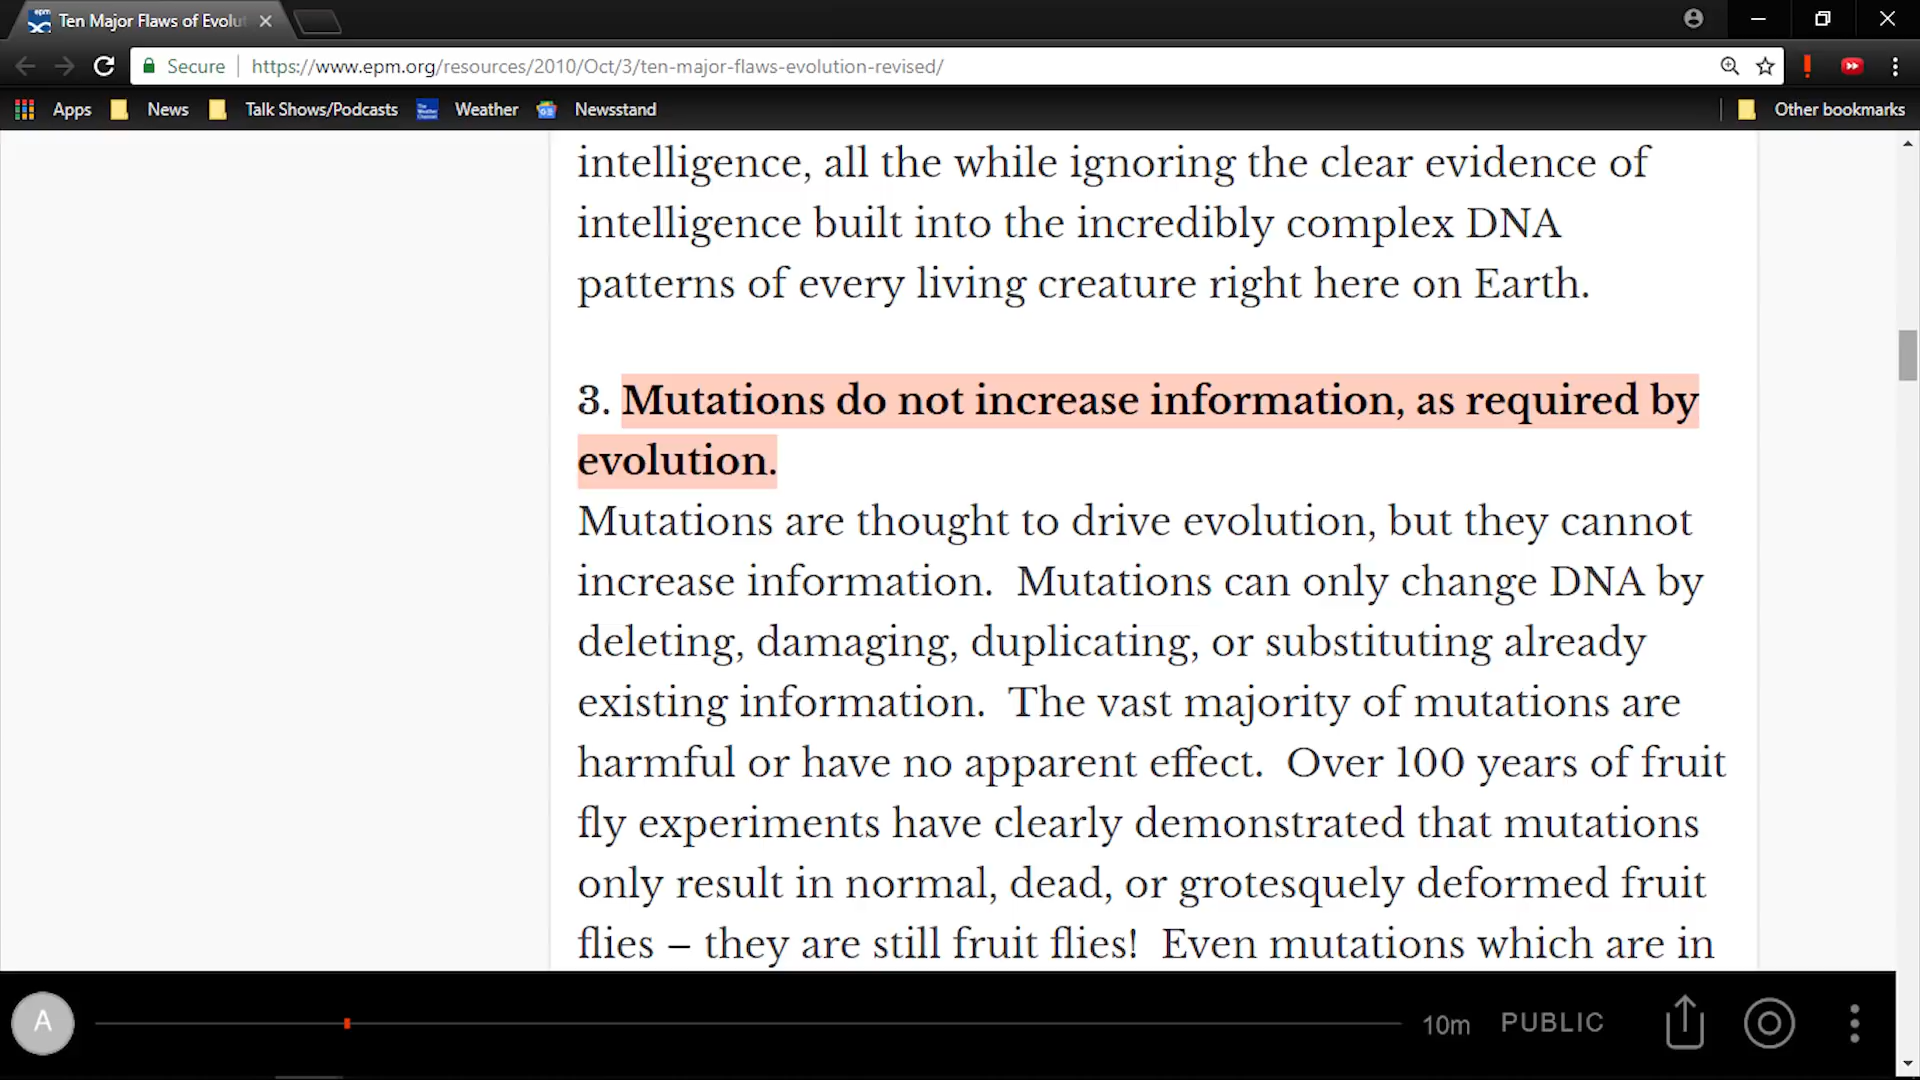 epm
Ten Major Flaws of Evolu
Secure
https://www.epm.org/resources/2010/Oct/3/ten-major-flaws-evolution-revised/
Apps News Talk Shows/Podcasts Weather Newsstand Other bookmarks
intelligence, all the while ignoring the clear evidence of
intelligence built into the incredibly complex DNA
patterns of every living creature right here on Earth.
3. Mutations do not increase information, as required by
evolution.
Mutations are thought to drive evolution, but they cannot
increase information. Mutations can only change DNA by
deleting, damaging, duplicating, or substituting already
existing information. The vast majority of mutations are
harmful or have no apparent effect. Over 100 years of fruit
fly experiments have clearly demonstrated that mutations
only result in normal, dead, or grotesquely deformed fruit
flies – they are still fruit flies! Even mutations which are in
A 10m PUBLIC